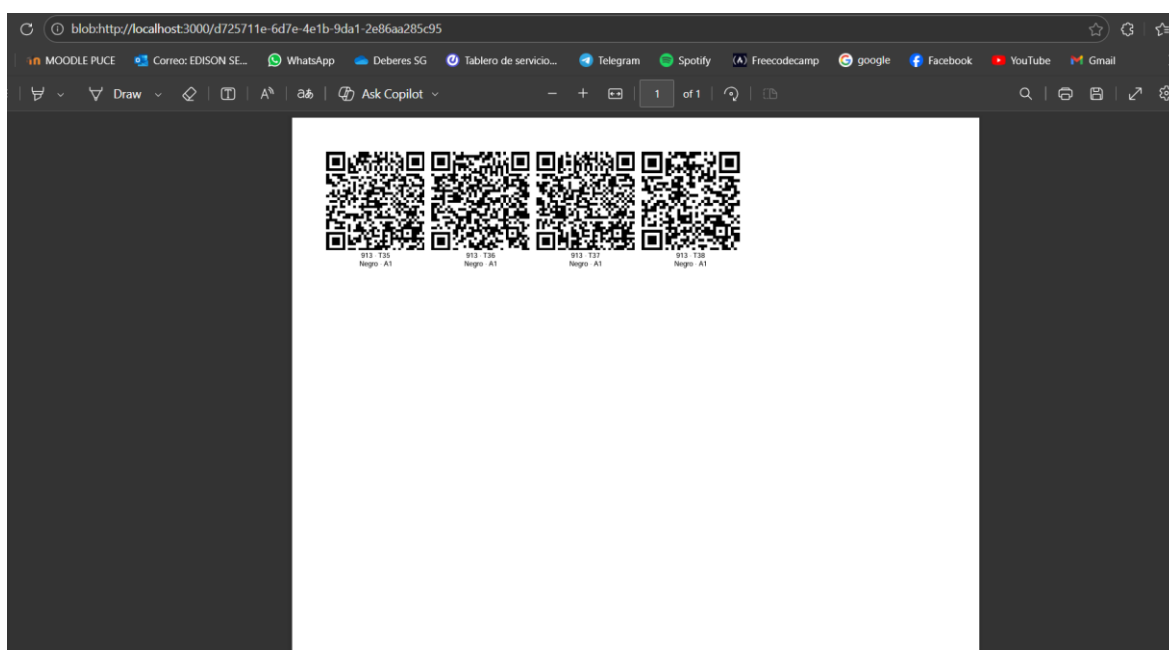 blob:http://localhost:3000/d725711e-6d7e-4e1b-9da1-2e86aa285c95
MOODLE PUCE Correo: EDISON SE... WhatsApp Deberes SG Tablero de servicio... Telegram Spotify Freecodecamp google Facebook YouTube Gmail
Draw Ask Copilot 1 of 1
913 · T35 913 · T36 913 · T37 913 · T38
Negro · A1 Negro · A1 Negro · A1 Negro · A1